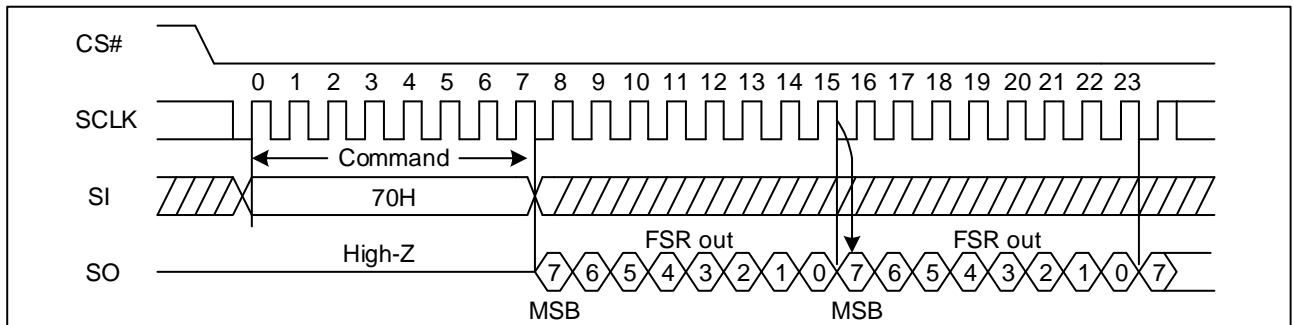 CS#
0 1 2 3 4 5 6 7 8 9 10 11 12 13 14 15 16 17 18 19 20 21 22 23
SCLK
Command
SI
70H
High-Z
FSR out FSR out
SO
7 6 5 4 3 2 1 0 7 6 5 4 3 2 1 0 7
MSB MSB